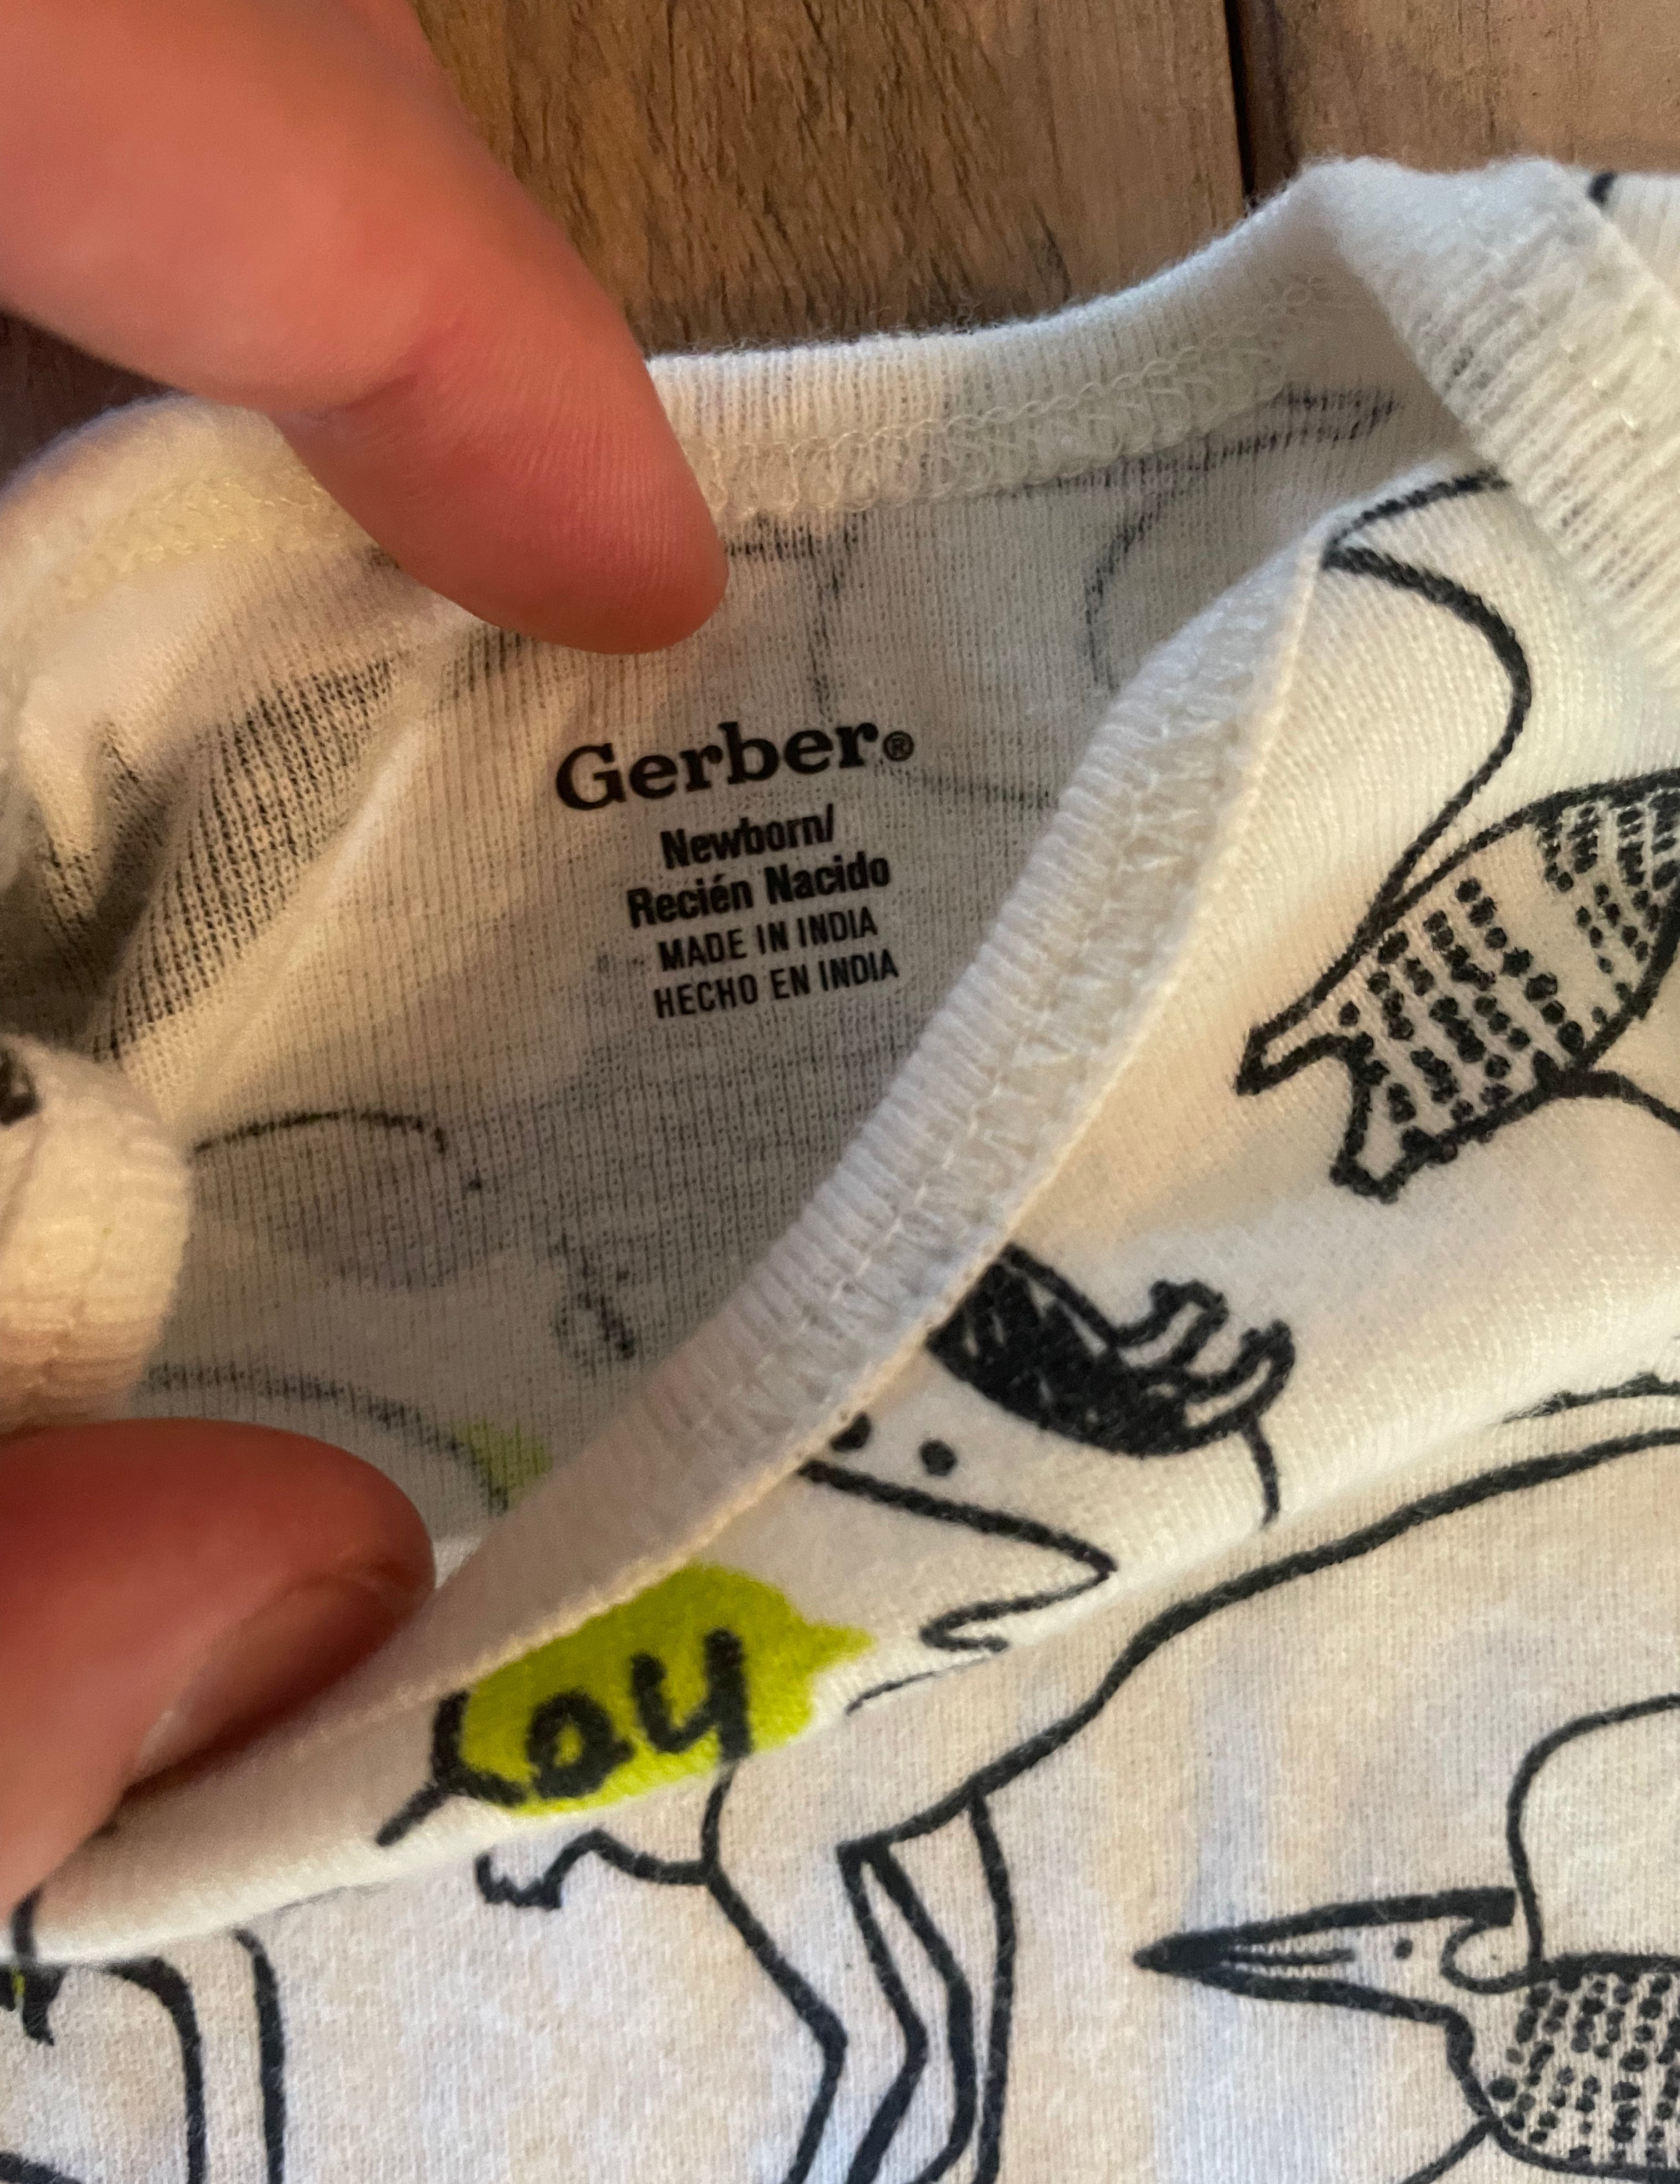 Gerber®
Newborn/
Recién Nacido
MADE IN INDIA
HECHO EN INDIA